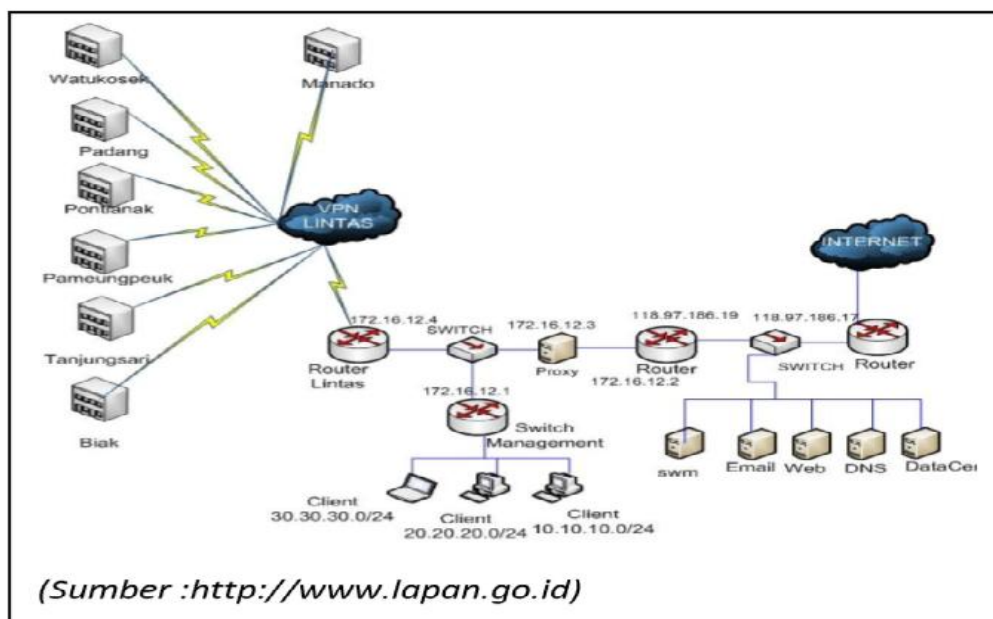 Watukosek
Manado
Padang
Pontianak
VPN
LINTAS
Pameungpeuk
INTERNET
Tanjungsari
172.16.12.4
SWITCH
172.16.12.3
118.97.186.19
118.97.186.17
Router
Lintas
Proxy
Router
SWITCH
Router
172.16.12.2
172.16.12.1
Biak
Switch
Management
swm
Email
Web
DNS
DataCen
Client
30.30.30.0/24
Client
20.20.20.0/24
Client
10.10.10.0/24
(Sumber :http://www.lapan.go.id)